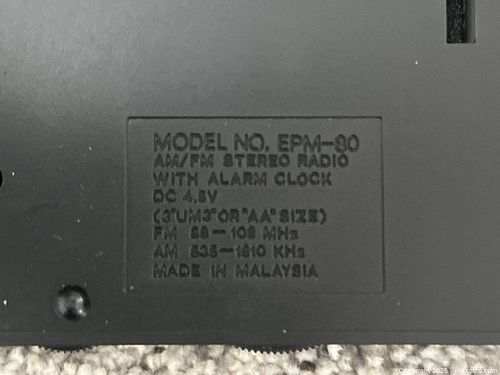 MODEL NO. EPM-80
AM/FM STEREO RADIO
WITH ALARM CLOCK
DC 4.5V
(3"UM3"OR"AA"SIZE)
FM 88-108 MHz
AM 535-1610 KHz
MADE IN MALAYSIA